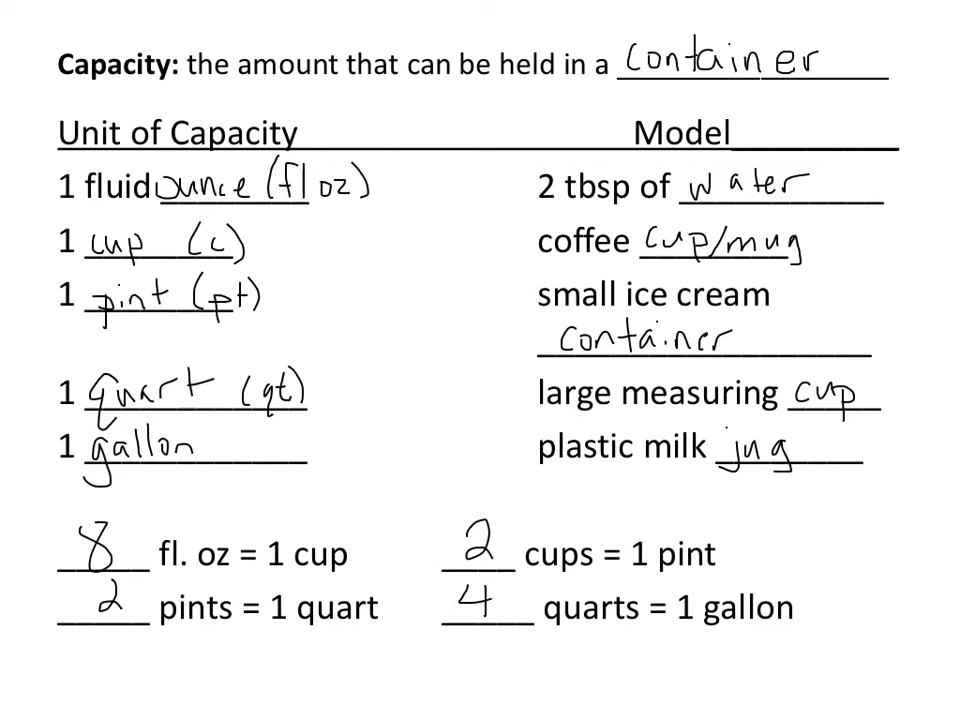 Capacity: the amount that can be held in a container
Unit of Capacity Model
1 fluid ounce (fl oz) 2 tbsp of water
1 cup (c) coffee cup/mug
1 pint (pt) small ice cream
container
1 quart (qt) large measuring cup
1 gallon plastic milk jug
8 fl. oz = 1 cup 2 cups = 1 pint
2 pints = 1 quart 4 quarts = 1 gallon